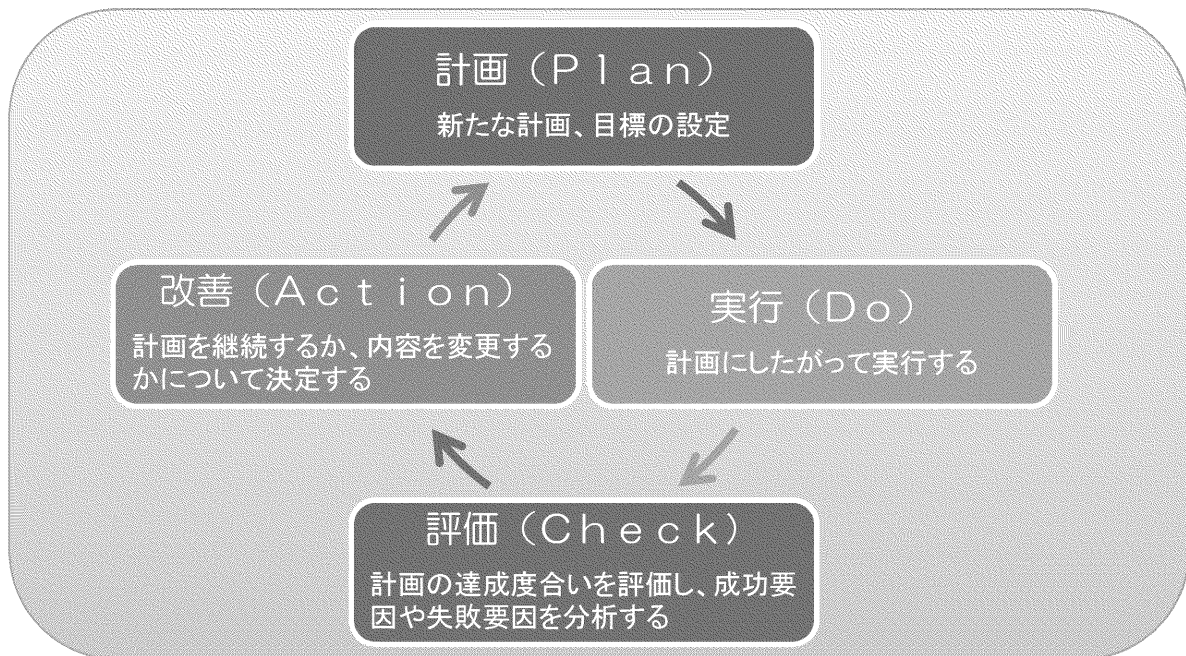 計画（Ｐｌａｎ）
新たな計画、目標の設定
改善（Ａｃｔｉｏｎ）
計画を継続するか、内容を変更する
かについて決定する
実行（Ｄｏ）
計画にしたがって実行する
評価（Ｃｈｅｃｋ）
計画の達成度合いを評価し、成功要
因や失敗要因を分析する